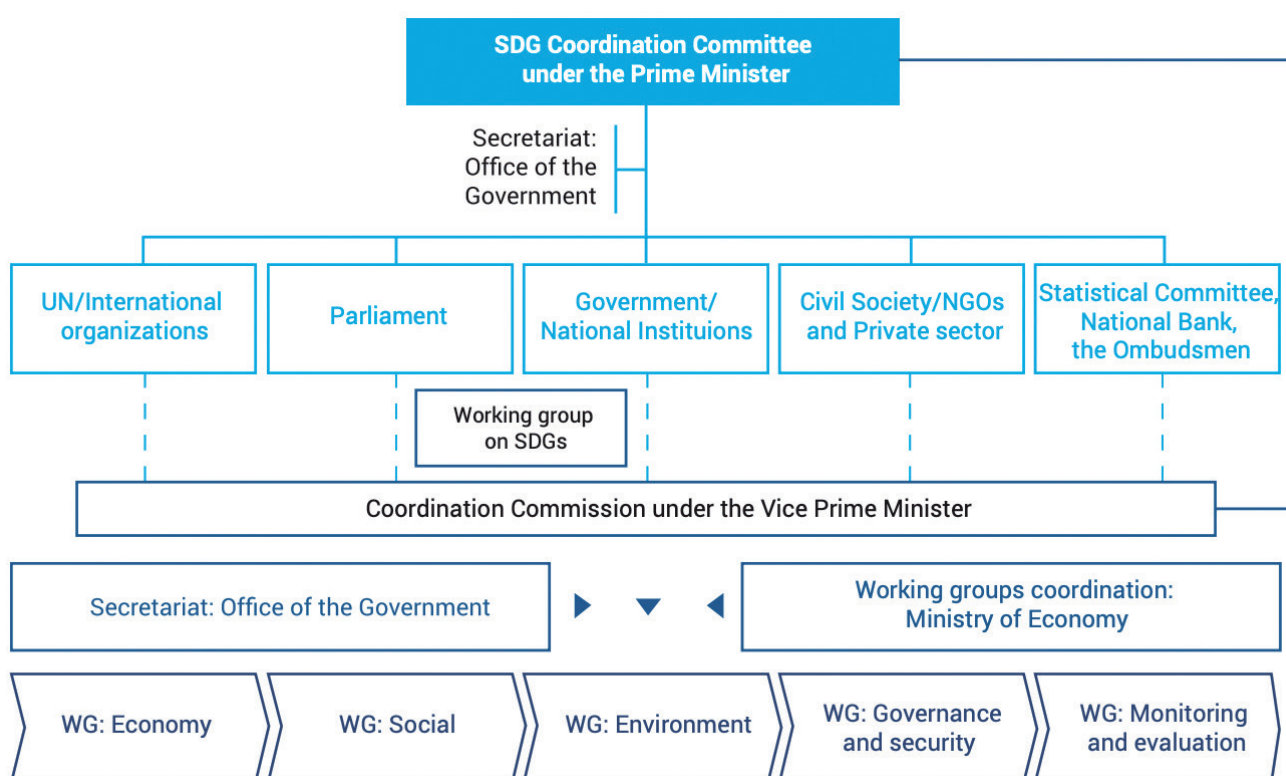 SDG Coordination Committee
under the Prime Minister
Secretariat:
Office of the
Government
UN/International
organizations
Parliament
Government/
National Instituions
Civil Society/NGOs
and Private sector
Statistical Committee,
National Bank,
the Ombudsmen
Working group
on SDGs
Coordination Commission under the Vice Prime Minister
Secretariat: Office of the Government
Working groups coordination:
Ministry of Economy
WG: Economy
WG: Social
WG: Environment
WG: Governance
and security
WG: Monitoring
and evaluation